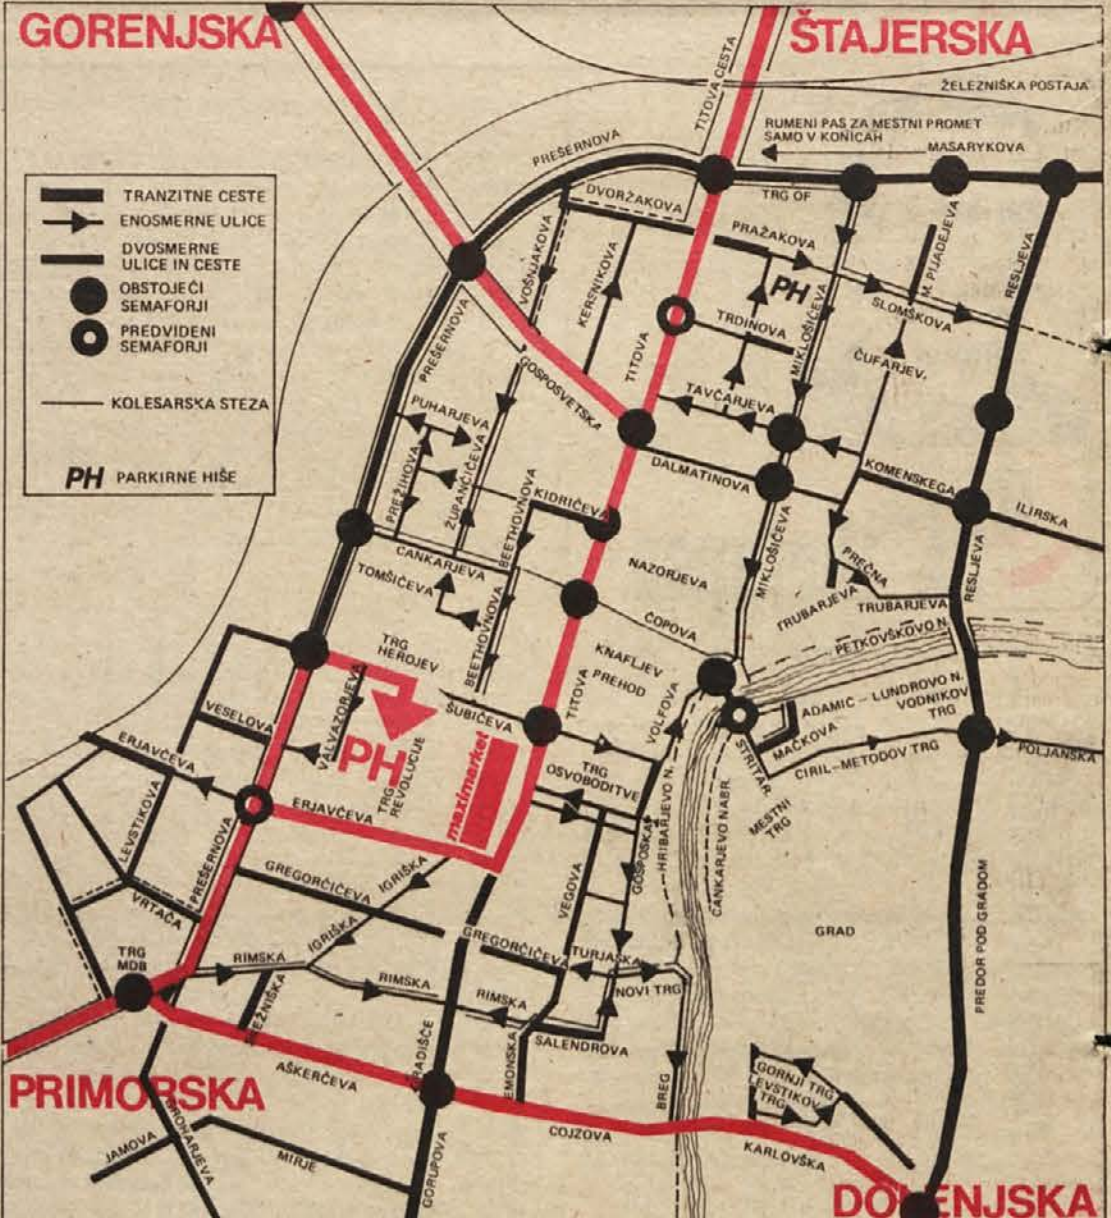 GORENJSKA
ŠTAJERSKA
TITOVA CESTA
ŽELEZNIŠKA POSTAJA
RUMENI PAS ZA MESTNI PROMET
SAMO V KONICAH
MASARYKOVA
PREŠERNOVA
TRG OF
TRANZITNE CESTE
ENOSMERNE ULICE
DVOSMERNE
ULICE IN CESTE
OBSTOJEČI
SEMAFORJI
PREDVIDENI
SEMAFORJI
KOLESARSKA STEZA
PH PARKIRNE HIŠE
DVORŽAKOVA
PRAŽAKOVA
VOŠNJAKOVA
KERSNIKOVA
PH
M. PIJADEJEVA
RESLJEVA
SLOMŠKOVA
MIKLOŠIČEVA
TRDINOVA
TITOVA
ČUFARJEV.
PREŠERNOVA
GOSPOSVETSKA
TAVČARJEVA
PUHARJEVA
PREŽIHOVA
ŽUPANČIČEVA
DALMATINOVA
KOMENSKEGA
ILIRSKA
BEETHOVNOVA
KIDRIČEVA
CANKARJEVA
TOMŠIČEVA
NAZORJEVA
MIKLOŠIČEVA
PREČNA
TRUBARJEVA
TRUBARJEVA
RESLJEVA
PETKOVŠKOVO N.
ČOPOVA
BEETHOVNOVA
TRG
HEROJEV
KNAFLJEV
PREHOD
ŠUBIČEVA
TITOVA
VOLFOVA
ADAMIC – LUNDROVO N.
VODNIKOV
TRG
MAČKOVA
STRITAR.
CIRIL–METODOV TRG
POLJANSKA
VESELOVA
VALVAZORJEVA
PH
TRG
REVOLUCIJE
maximarket
TRG
OSVOBODITVE
ERJAVČEVA
ERJAVČEVA
LEVSTIKOVA
PREŠERNOVA
HRIBARJEVO N.
CANKARJEVO NABR.
MESTNI
TRG
GOSPOSKA
VEGOVA
IGRIŠKA
GREGORČIČEVA
VRTAČA
GREGORČIČEVA
TURJAŠKA
GRAD
PREDOR POD GRADOM
TRG
MDB
RIMSKA
IGRIŠKA
RIMSKA
RIMSKA
NOVI TRG
SALENDROVA
AŠKERČEVA
GRADIŠČE
EMONSKA
BREG
GORNJI TRG
LEVSTIKOV
TRG
PRIMORSKA
COJZOVA
KARLOVŠKA
JAMOVA
MIRJE
GORUPOVA
DOLENJSKA